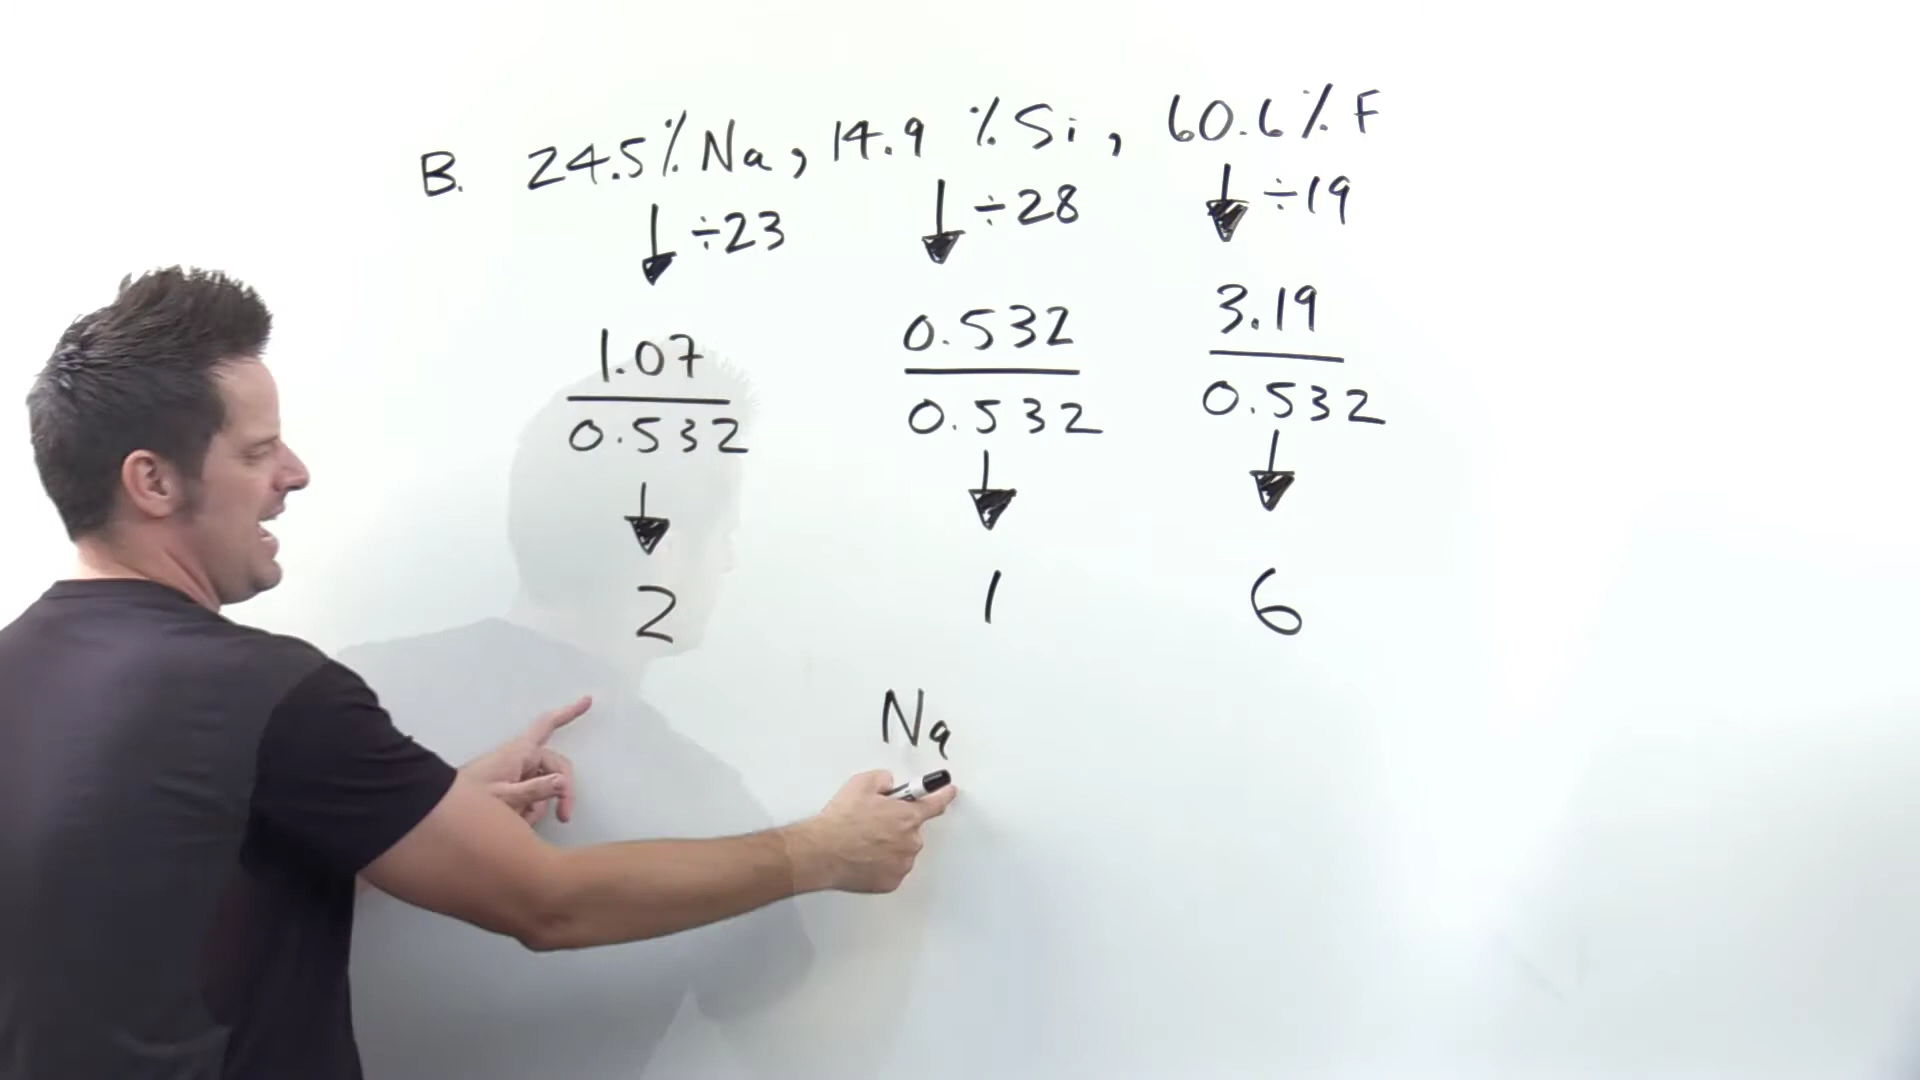 B. 24.5% Na, 14.9 % Si, 60.6% F
÷23 ÷28 ÷19
1.07 0.532 3.19
0.532 0.532 0.532
2 1 6
Na